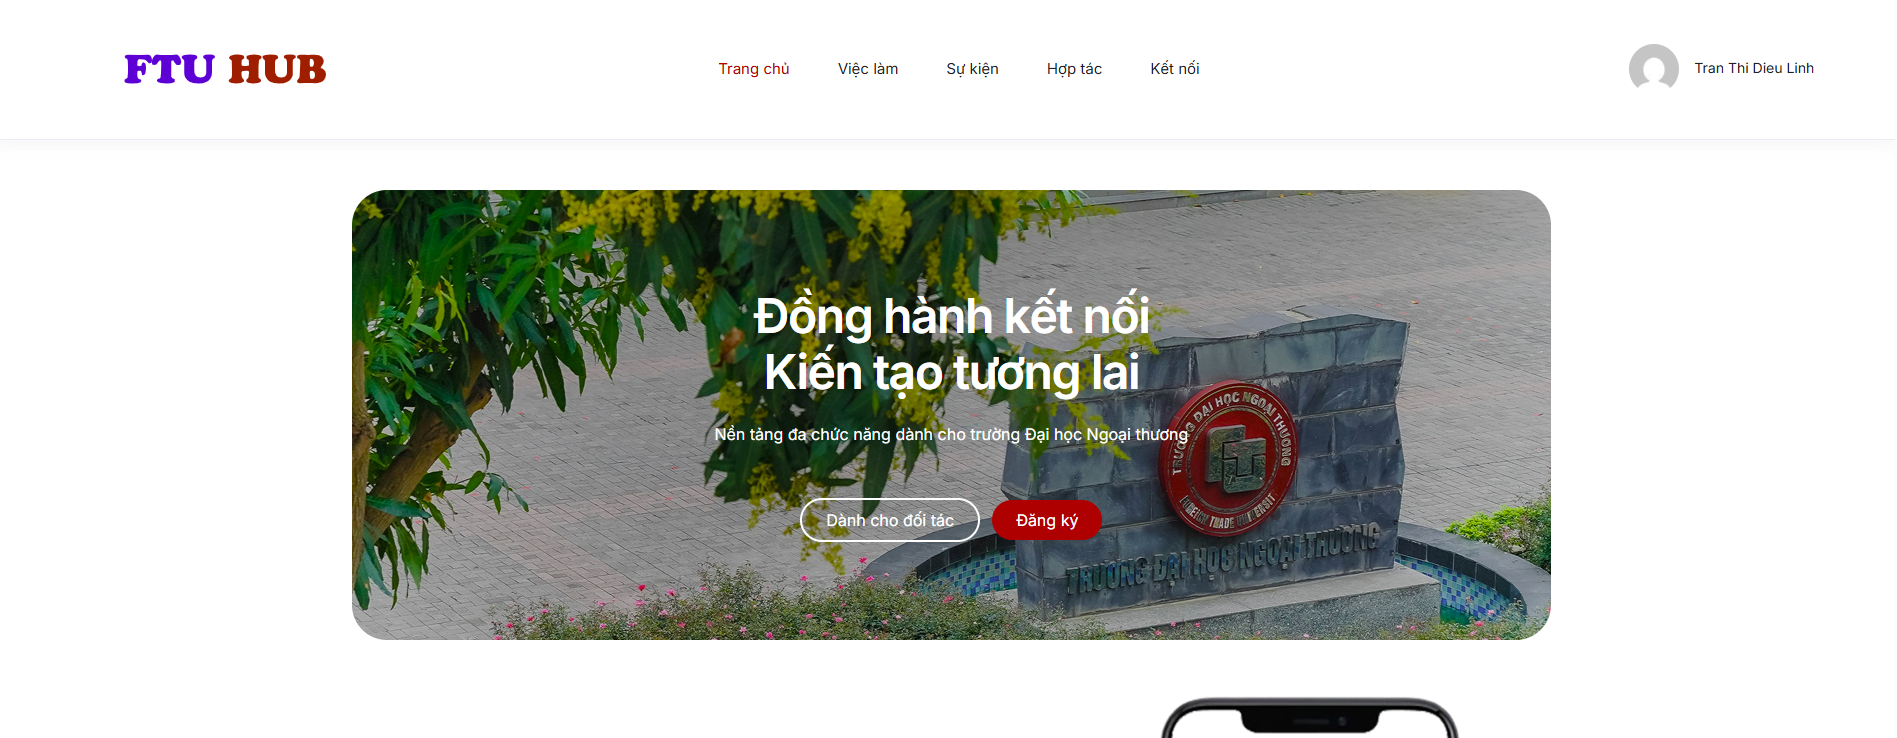 FTU HUB
Trang chủ
Việc làm
Sự kiện
Hợp tác
Kết nối
Tran Thi Dieu Linh
Đồng hành kết nối
Kiến tạo tương lai
Nền tảng đa chức năng dành cho trường Đại học Ngoại thương
Dành cho đối tác
Đăng ký
TRƯỜNG ĐẠI HỌC NGOẠI THƯƠNG
FOREIGN TRADE UNIVERSITY
TRƯỜNG ĐẠI HỌC NGOẠI THƯƠNG